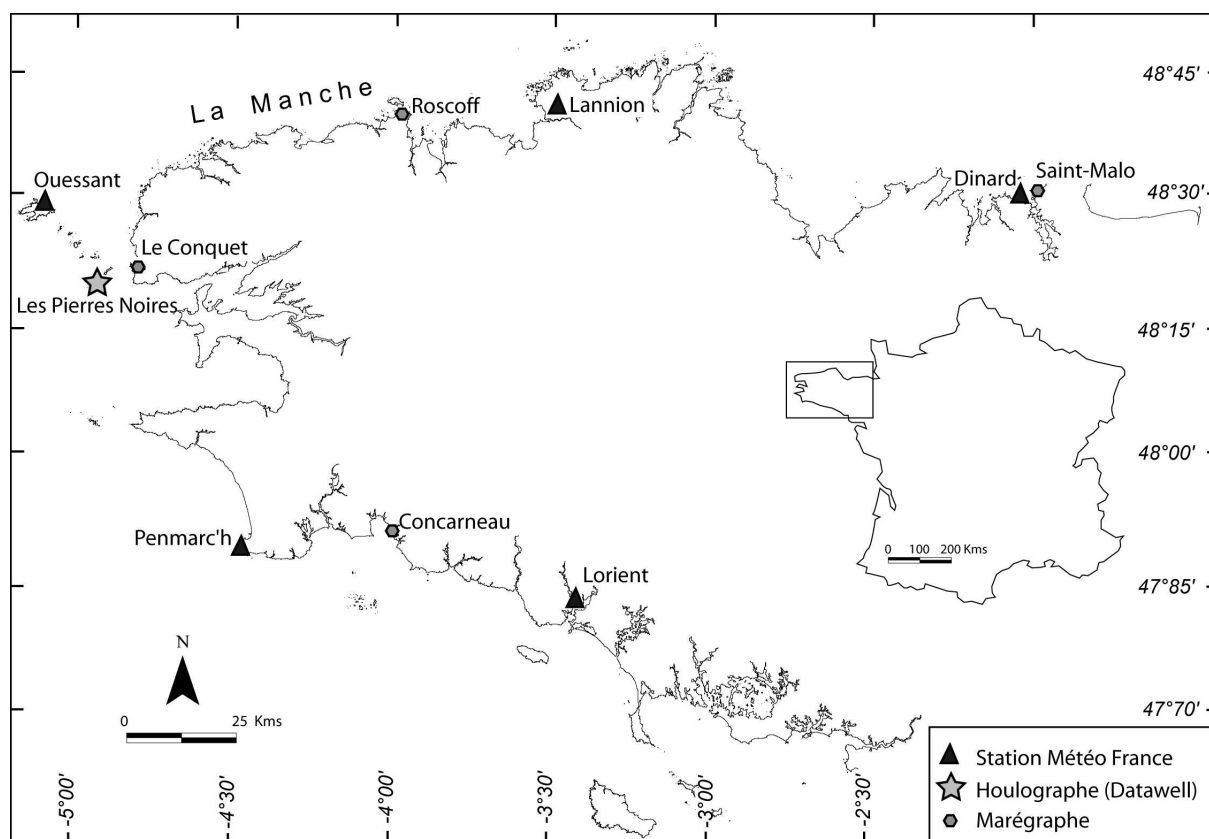 48°45'
La Manche
Roscoff
Lannion
Ouessant
Dinard
Saint-Malo
48°30'
Le Conquet
Les Pierres Noires
48°15'
48°00'
Penmarc'h
Concarneau
0 100 200 Kms
Lorient
47°85'
N
0 25 Kms
47°70'
-5°00'
-4°30'
-4°00'
-3°30'
-3°00'
-2°30'
Station Météo France
Houlographe (Datawell)
Marégraphe